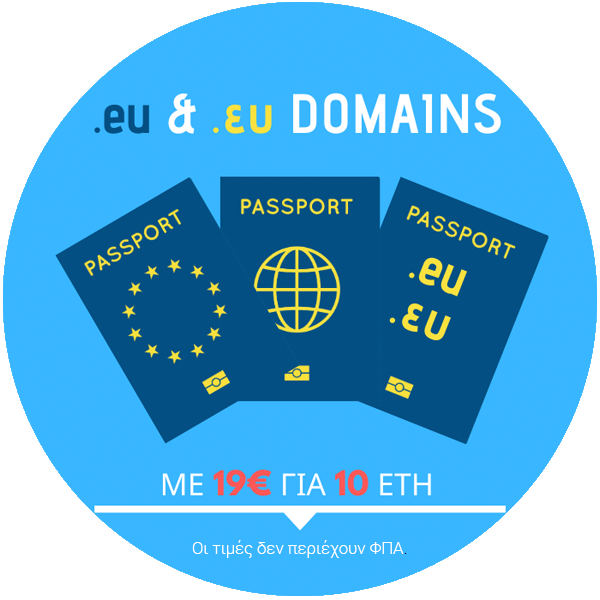 .eu & .ευ DOMAINS
PASSPORT
PASSPORT
PASSPORT
.eu
.ευ
ΜΕ 19€ ΓΙΑ 10 ΕΤΗ
Οι τιμές δεν περιέχουν ΦΠΑ.